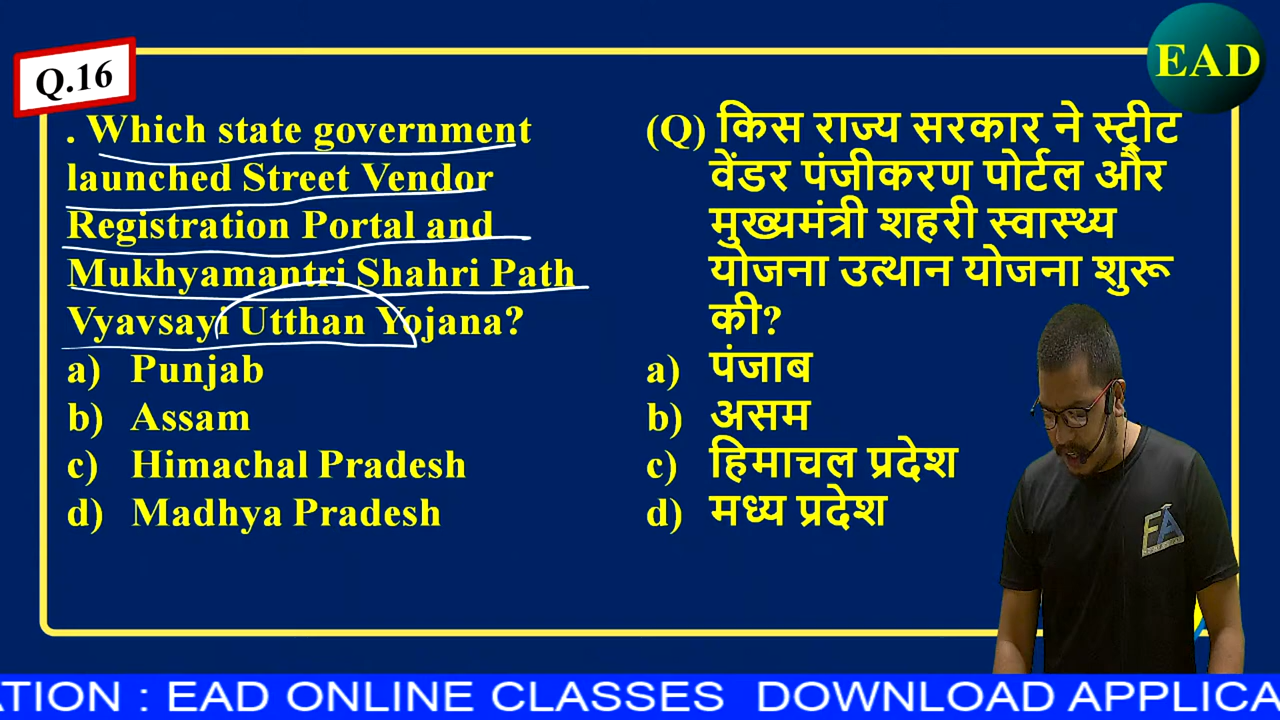 Q.16
EAD
. Which state government
launched Street Vendor
Registration Portal and
Mukhyamantri Shahri Path
Vyavsayi Utthan Yojana?
a) Punjab
b) Assam
c) Himachal Pradesh
d) Madhya Pradesh
(Q) किस राज्य सरकार ने स्ट्रीट
वेंडर पंजीकरण पोर्टल और
मुख्यमंत्री शहरी स्वास्थ्य
योजना उत्थान योजना शुरू
की?
a) पंजाब
b) असम
c) हिमाचल प्रदेश
d) मध्य प्रदेश
EA
ATION : EAD ONLINE CLASSES DOWNLOAD APPLICA